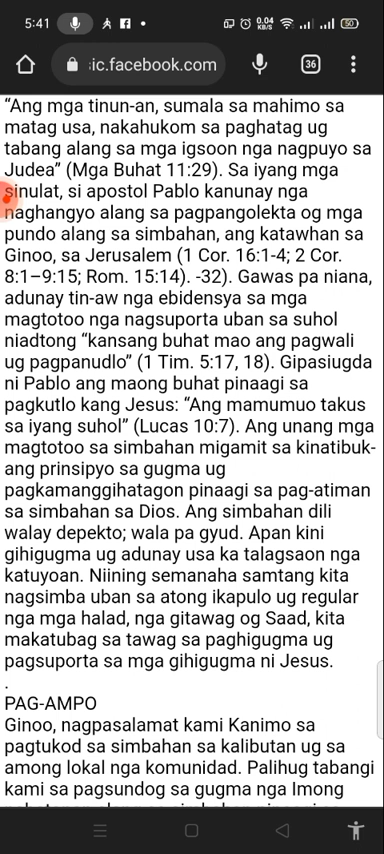 5:41
0.04
KB/S
50
sic.facebook.com
36
“Ang mga tinun-an, sumala sa mahimo sa
matag usa, nakahukom sa paghatag ug
tabang alang sa mga igsoon nga nagpuyo sa
Judea” (Mga Buhat 11:29). Sa iyang mga
sinulat, si apostol Pablo kanunay nga
naghangyo alang sa pagpangolekta og mga
pundo alang sa simbahan, ang katawhan sa
Ginoo, sa Jerusalem (1 Cor. 16:1-4; 2 Cor.
8:1–9:15; Rom. 15:14). -32). Gawas pa niana,
adunay tin-aw nga ebidensya sa mga
magtotoo nga nagsuporta uban sa suhol
niadtong “kansang buhat mao ang pagwali
ug pagpanudlo” (1 Tim. 5:17, 18). Gipasiugda
ni Pablo ang maong buhat pinaagi sa
pagkutlo kang Jesus: “Ang mamumuo takus
sa iyang suhol” (Lucas 10:7). Ang unang mga
magtotoo sa simbahan migamit sa kinatibuk-
ang prinsipyo sa gugma ug
pagkamanggihatagon pinaagi sa pag-atiman
sa simbahan sa Dios. Ang simbahan dili
walay depekto; wala pa gyud. Apan kini
gihigugma ug adunay usa ka talagsaon nga
katuyoan. Niining semanaha samtang kita
nagsimba uban sa atong ikapulo ug regular
nga mga halad, nga gitawag og Saad, kita
makatubag sa tawag sa paghigugma ug
pagsuporta sa mga gihigugma ni Jesus.
.
PAG-AMPO
Ginoo, nagpasalamat kami Kanimo sa
pagtukod sa simbahan sa kalibutan ug sa
among lokal nga komunidad. Palihug tabangi
kami sa pagsundog sa gugma nga Imong